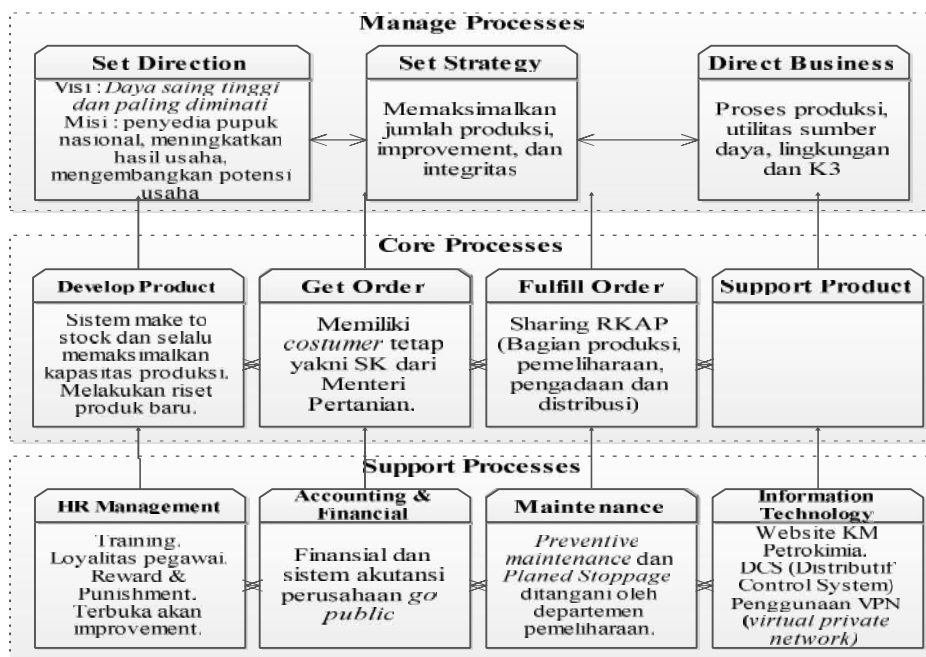 Manage Processes
Set Direction
Visi : Daya saing tinggi
dan paling diminati
Misi : penyedia pupuk
nasional, meningkatkan
hasil usaha,
mengembangkan potensi
usaha
Set Strategy
Memaksimalkan
jumlah produksi,
improvement, dan
integritas
Direct Business
Proses produksi,
utilitas sumber
daya, lingkungan
dan K3
Core Processes
Develop Product
Sistem make to
stock dan selalu
memaksimalkan
kapasitas produksi.
Melakukan riset
produk baru.
Get Order
Memiliki
costumer tetap
yakni SK dari
Menteri
Pertanian.
Fulfill Order
Sharing RKAP
(Bagian produksi,
pemeliharaan,
pengadaan dan
distribusi)
Support Product
Support Processes
HR Management
Training.
Loyalitas pegawai.
Reward &
Punishment.
Terbuka akan
improvement.
Accounting &
Financial
Finansial dan
sistem akutansi
perusahaan go
public
Maintenance
Preventive
maintenance dan
Planed Stoppage
ditangani oleh
departemen
pemeliharaan.
Information
Technology
Website KM
Petrokimia.
DCS (Distributif
Control System)
Penggunaan VPN
(virtual private
network)